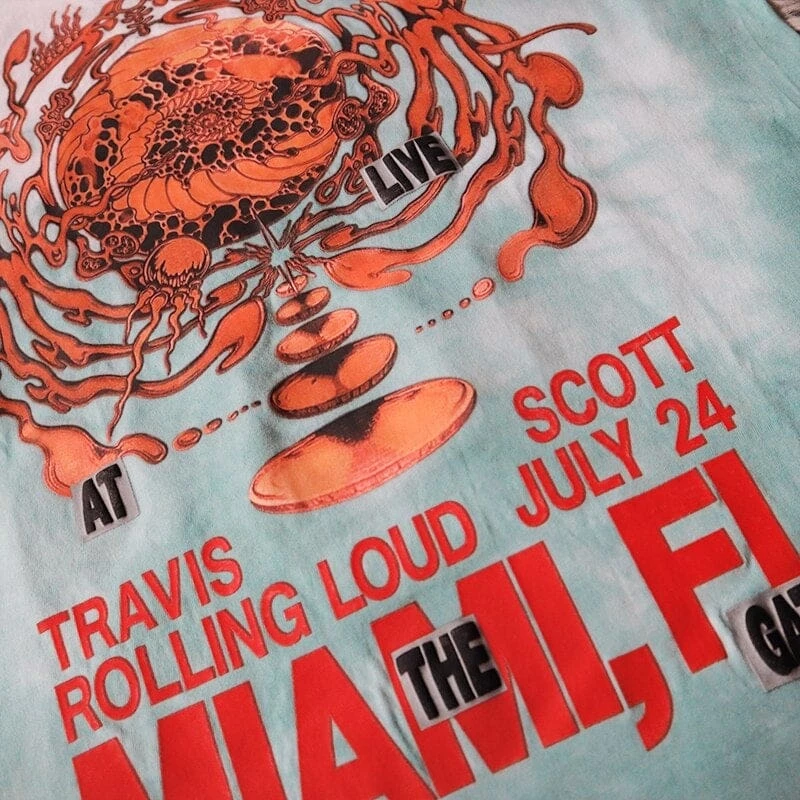 LIVE
AT
TRAVIS SCOTT
ROLLING LOUD JULY 24
MIAMI, FL
THE